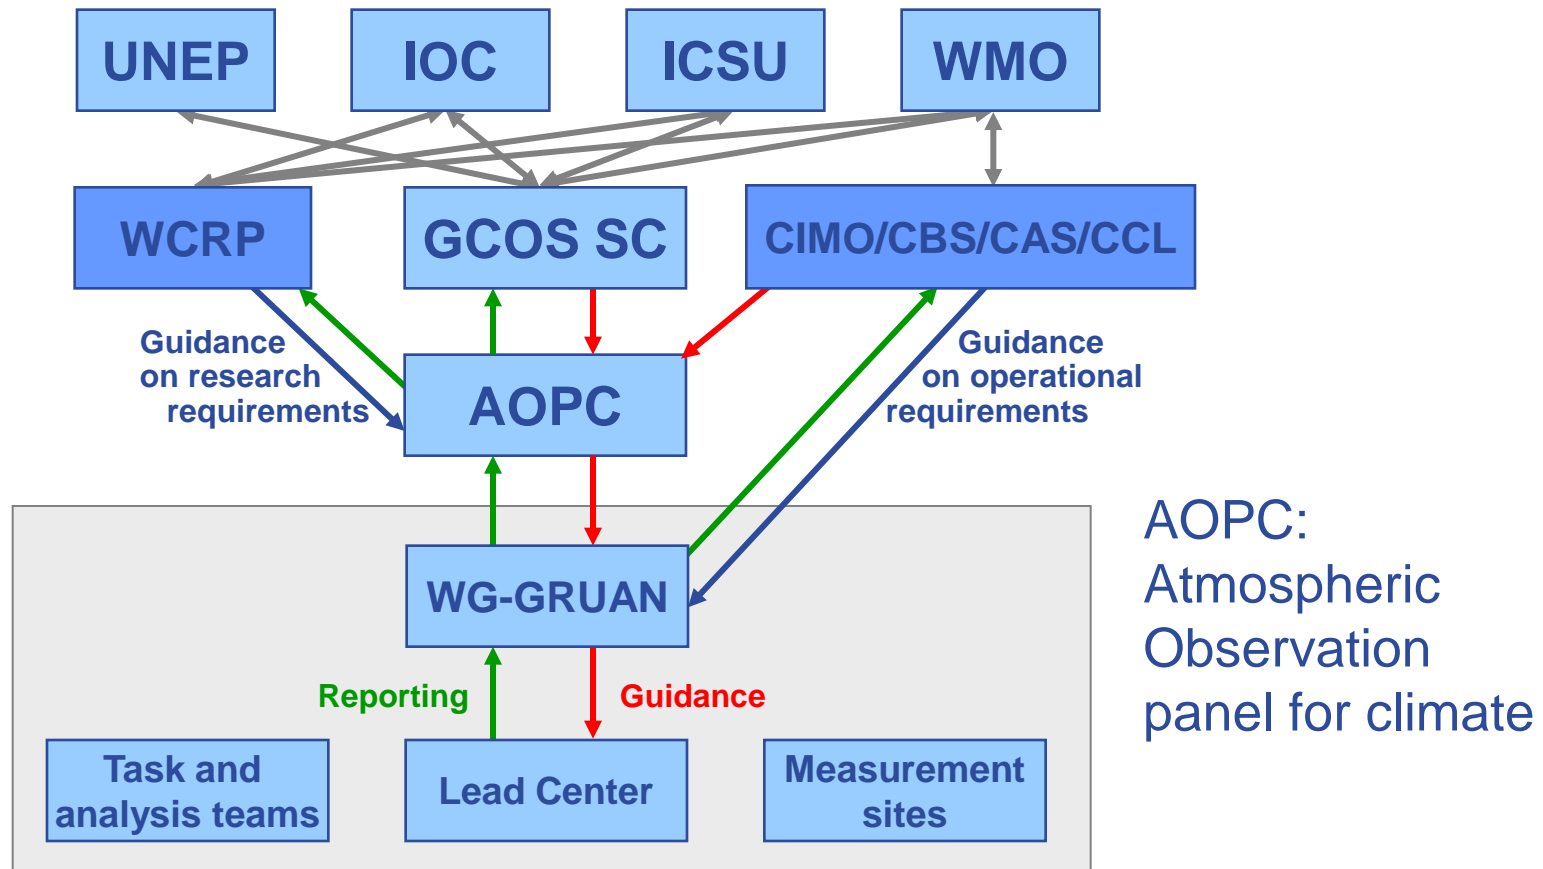 UNEP
IOC
ICSU
WMO
WCRP
GCOS SC
CIMO/CBS/CAS/CCL
Guidance
on research
requirements
Guidance
on operational
requirements
AOPC
AOPC:
Atmospheric
Observation
panel for climate
WG-GRUAN
Reporting
Guidance
Task and
analysis teams
Lead Center
Measurement
sites